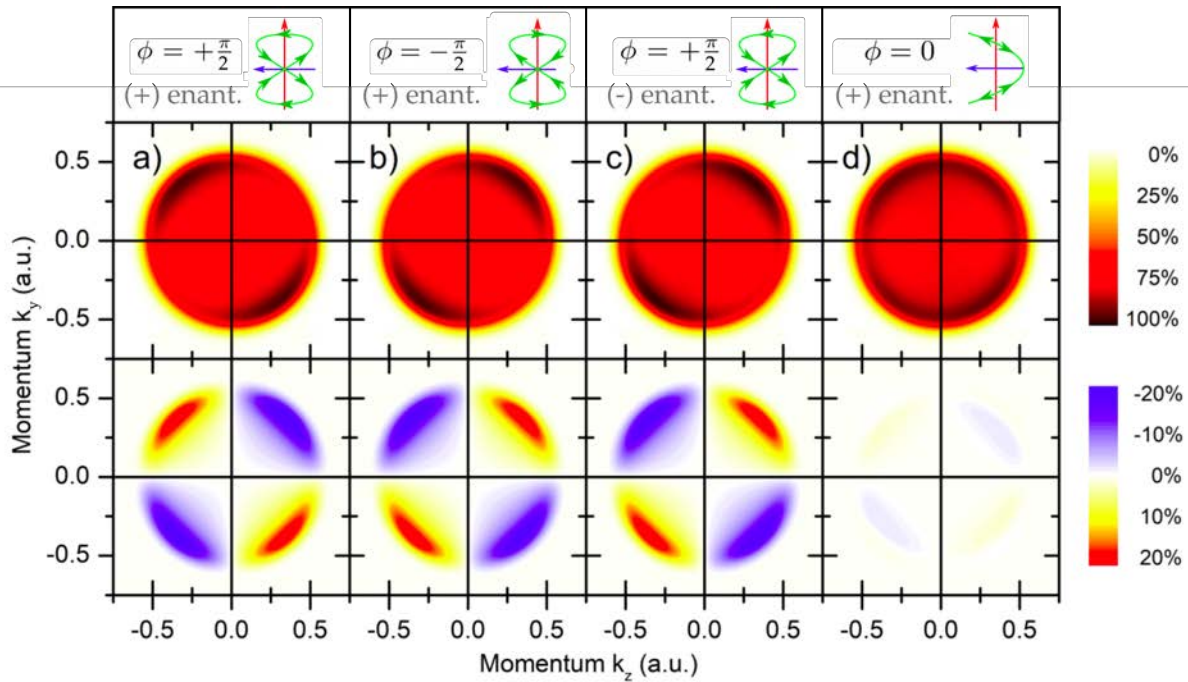 ϕ = +π/2 ϕ = −π/2 ϕ = +π/2 ϕ = 0
(+) enant. (+) enant. (-) enant. (+) enant.
a) b) c) d)
0.5
0.0
-0.5
0%
25%
50%
75%
100%
Momentum k_y (a.u.)
0.5
0.0
-0.5
-20%
-10%
0%
10%
20%
-0.5 0.0 0.5 -0.5 0.0 0.5 -0.5 0.0 0.5 -0.5 0.0 0.5
Momentum k_z (a.u.)